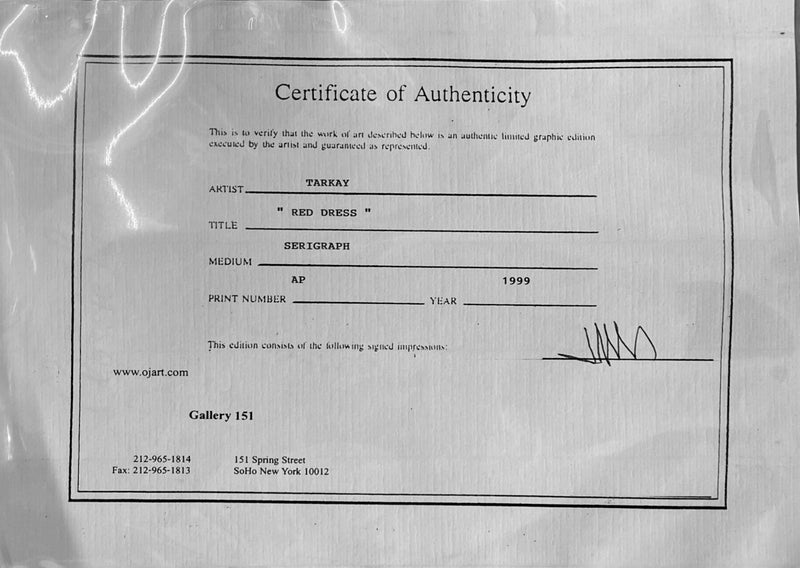 Certificate of Authenticity
This is to verify that the work of art described below is an authentic limited graphic edition
executed by the artist and guaranteed as represented.
ARTIST TARKAY
TITLE " RED DRESS "
MEDIUM SERIGRAPH
PRINT NUMBER AP YEAR 1999
This edition consists of the following signed impressions:
www.ojart.com
Gallery 151
212-965-1814 151 Spring Street
Fax: 212-965-1813 SoHo New York 10012